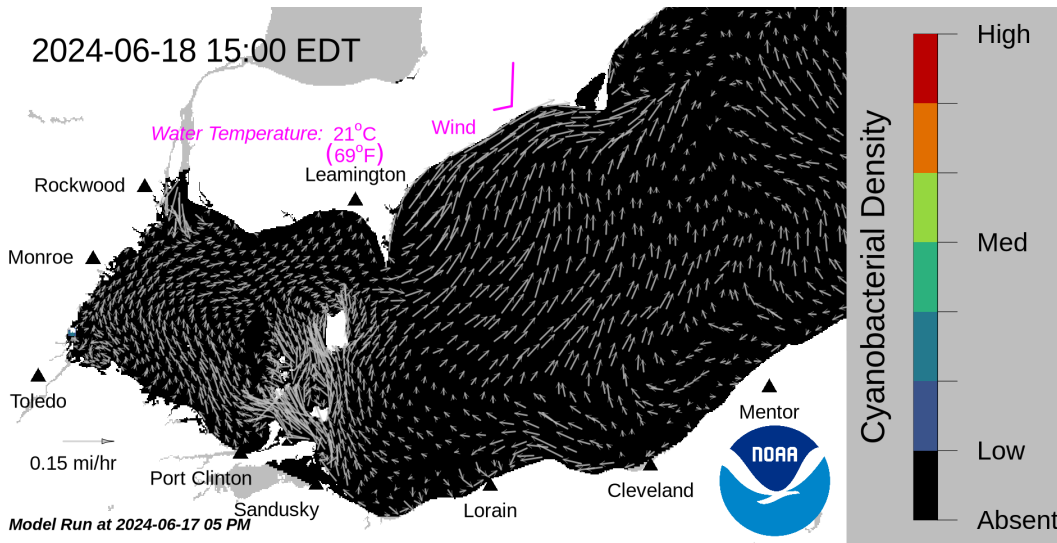 2024-06-18 15:00 EDT
Water Temperature: 21°C
(69°F)
Wind
Leamington
Rockwood
Monroe
Toledo
0.15 mi/hr
Port Clinton
Sandusky
Lorain
Cleveland
Mentor
NOAA
Model Run at 2024-06-17 05 PM
Cyanobacterial Density
High
Med
Low
Absent